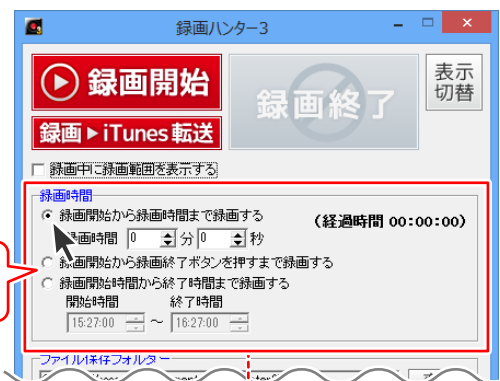 録画ハンター3
録画開始
録画終了
表示
切替
録画 iTunes転送
録画中に録画範囲を表示する
録画時間
録画開始から録画時間まで録画する
(経過時間 00:00:00)
画時間 0 分 0 秒
録画開始から録画終了ボタンを押すまで録画する
録画開始時間から終了時間まで録画する
開始時間 終了時間
15:27:00 ～ 16:27:00
ファイル保存フォルダー